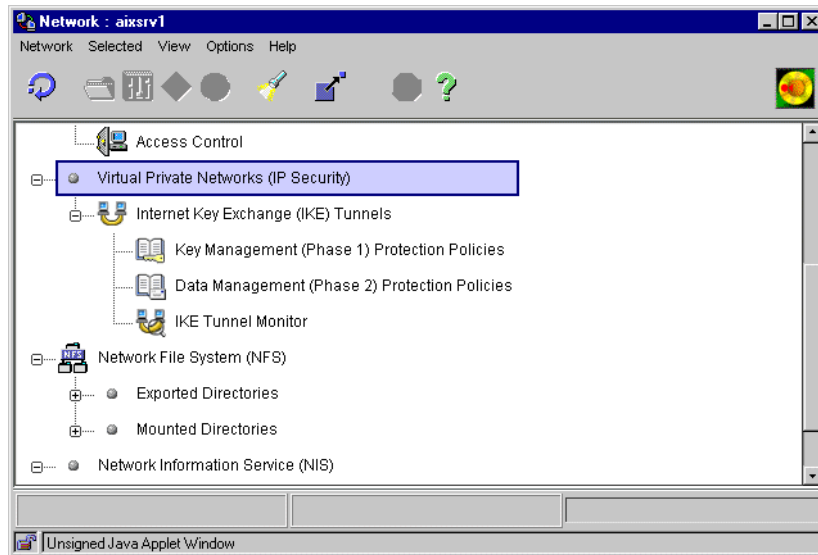 Network : aixsrv1
Network Selected View Options Help
Access Control
Virtual Private Networks (IP Security)
Internet Key Exchange (IKE) Tunnels
Key Management (Phase 1) Protection Policies
Data Management (Phase 2) Protection Policies
IKE Tunnel Monitor
NFS
Network File System (NFS)
Exported Directories
Mounted Directories
Network Information Service (NIS)
Unsigned Java Applet Window